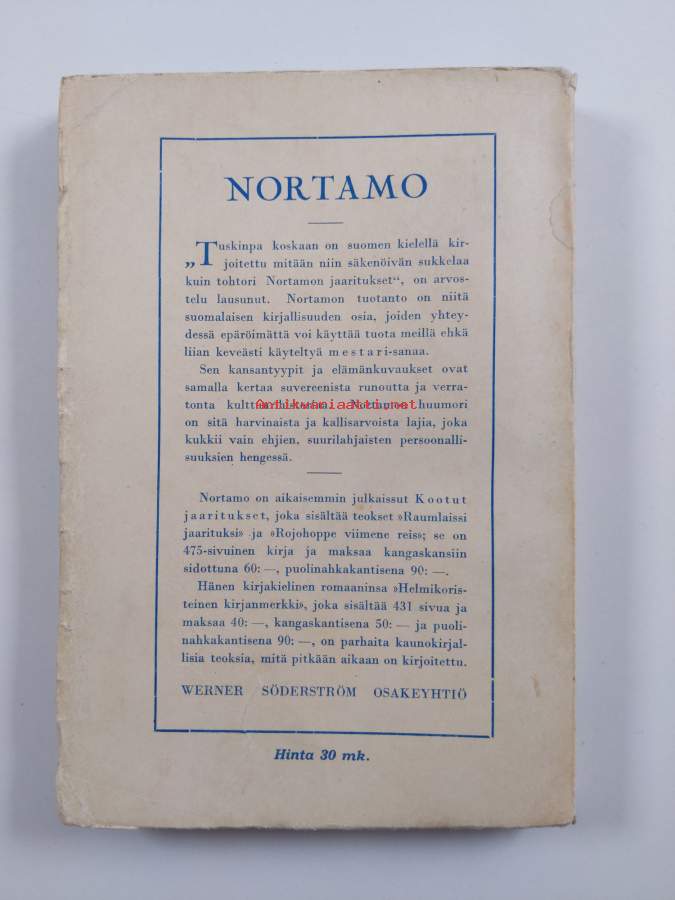 NORTAMO
„Tuskinpa koskaan on suomen kielellä kir-
joitettu mitään niin säkenöivän sukkelaa
kuin tohtori Nortamon jaaritukset“, on arvos-
telu lausunut. Nortamon tuotanto on niitä
suomalaisen kirjallisuuden osia, joiden yhtey-
dessä epäröimättä voi käyttää tuota meillä ehkä
liian keveästi käyteltyä mestari-sanaa.
Sen kansantyypit ja elämänkuvaukset ovat
samalla kertaa suvereenista runoutta ja verra-
tonta Nortamon huumori
Antikvariaatti.net
on sitä harvinaista ja kallisarvoista lajia, joka
kukkii vain ehjien, suurilahjaisten persoonalli-
suuksien hengessä.
Nortamo on aikaisemmin julkaissut Kootut
jaaritukset, joka sisältää teokset »Raumlaissi
jaarituksi» ja »Rojohoppe viimene reis»; se on
475-sivuinen kirja ja maksaa kangaskansiin
sidottuna 60: —, puolinahkakantisena 90: —.
Hänen kirjakielinen romaaninsa »Helmikoris-
teinen kirjanmerkki», joka sisältää 431 sivua ja
maksaa 40: —, kangaskantisena 50: — ja puoli-
nahkakantisena 90: —, on parhaita kaunokirjal-
lisia teoksia, mitä pitkään aikaan on kirjoitettu.
WERNER SÖDERSTRÖM OSAKEYHTIÖ
Hinta 30 mk.